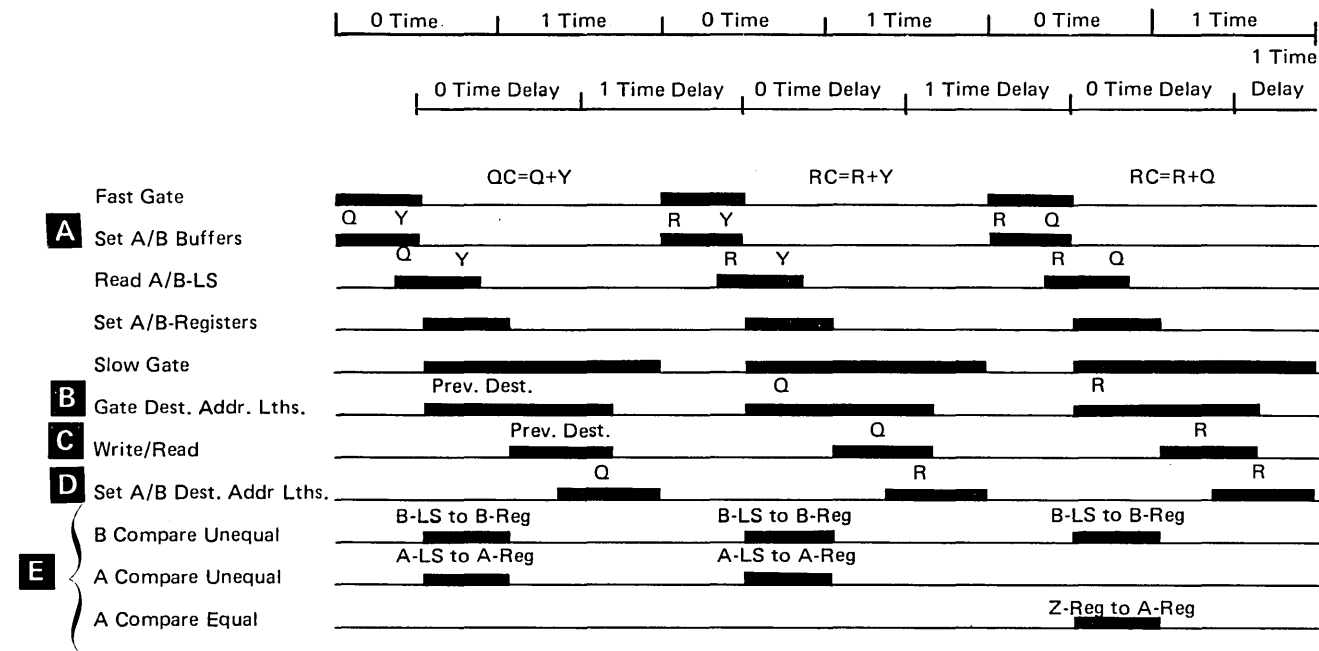 0 Time 1 Time 0 Time 1 Time 0 Time 1 Time
1 Time
0 Time Delay 1 Time Delay 0 Time Delay 1 Time Delay 0 Time Delay Delay
QC=Q+Y RC=R+Y RC=R+Q
Fast Gate
Q Y R Y R Q
A Set A/B Buffers
Q Y R Y R Q
Read A/B-LS
Set A/B-Registers
Slow Gate
Prev. Dest. Q R
B Gate Dest. Addr. Lths.
Prev. Dest. Q R
C Write/Read
Q R R
D Set A/B Dest. Addr Lths.
B-LS to B-Reg B-LS to B-Reg B-LS to B-Reg
B Compare Unequal
A-LS to A-Reg A-LS to A-Reg
E A Compare Unequal
Z-Reg to A-Reg
A Compare Equal